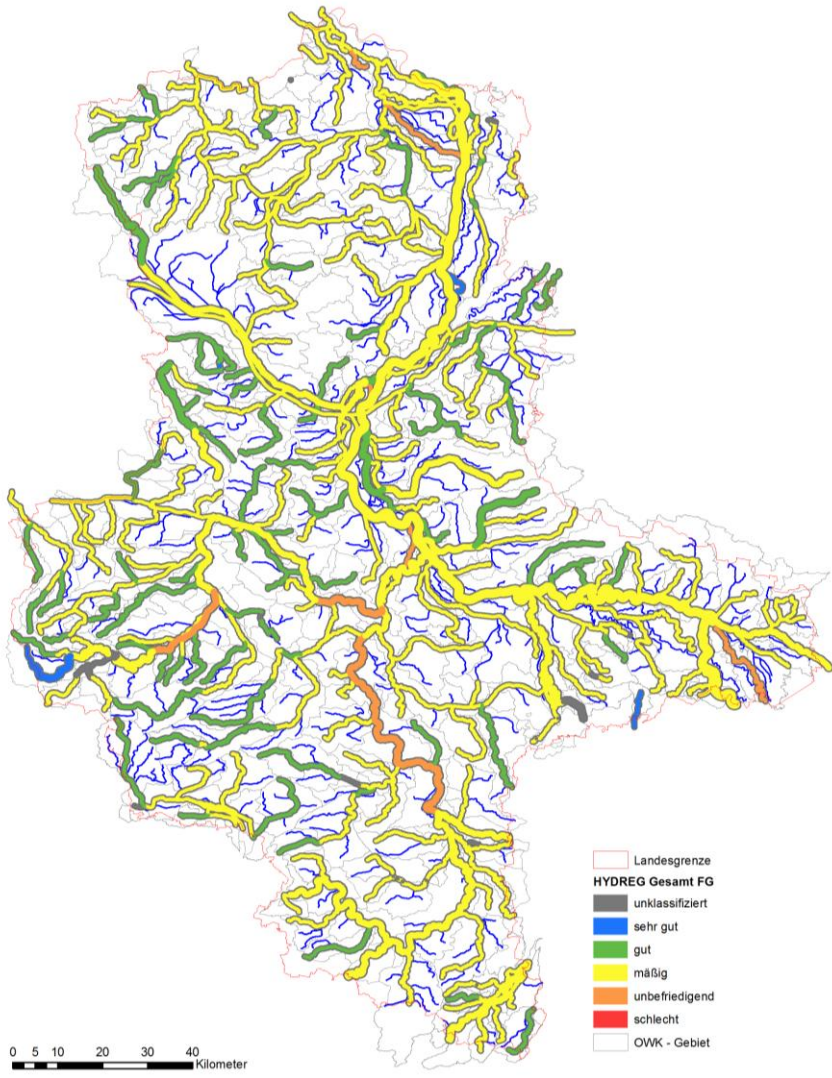 Landesgrenze
HYDREG Gesamt FG
unklassifiziert
sehr gut
gut
mäßig
unbefriedigend
schlecht
OWK - Gebiet
0 5 10 20 30 40
Kilometer